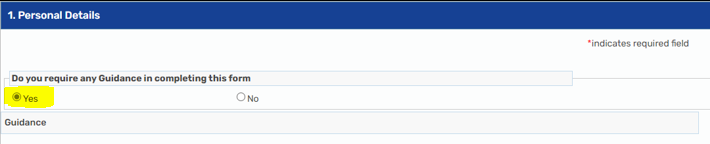 1. Personal Details
*indicates required field
Do you require any Guidance in completing this form
Yes No
Guidance